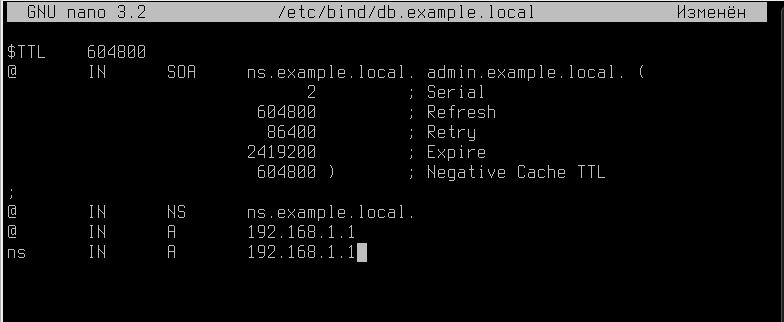 GNU nano 3.2 /etc/bind/db.example.local Изменён
$TTL 604800
@ IN SOA ns.example.local. admin.example.local. (
2 ; Serial
604800 ; Refresh
86400 ; Retry
2419200 ; Expire
604800 ) ; Negative Cache TTL
;
@ IN NS ns.example.local.
@ IN A 192.168.1.1
ns IN A 192.168.1.1